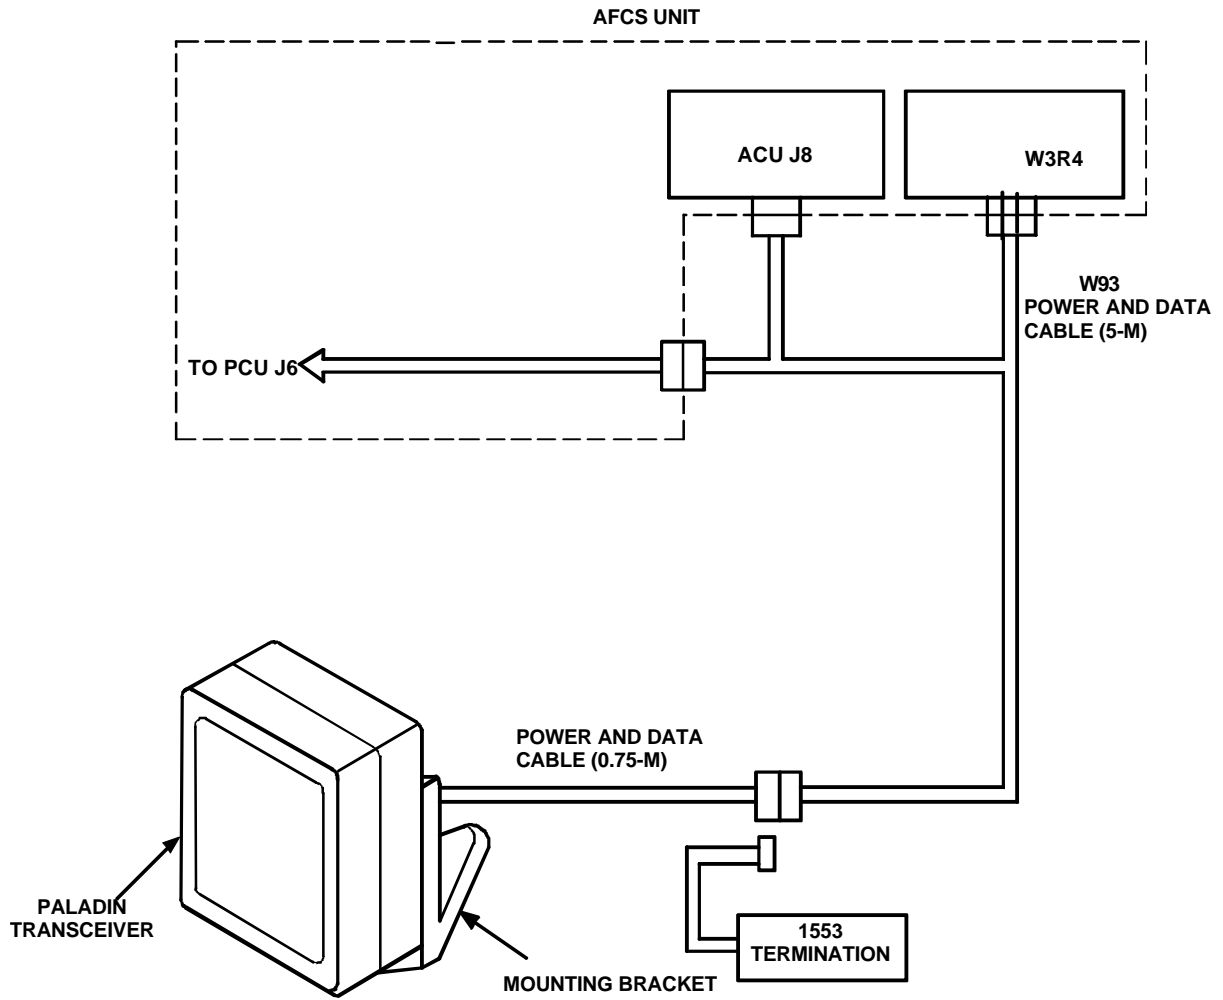 AFCS UNIT
ACU J8
W3R4
W93
POWER AND DATA
CABLE (5-M)
TO PCU J6
POWER AND DATA
CABLE (0.75-M)
PALADIN
TRANSCEIVER
1553
TERMINATION
MOUNTING BRACKET